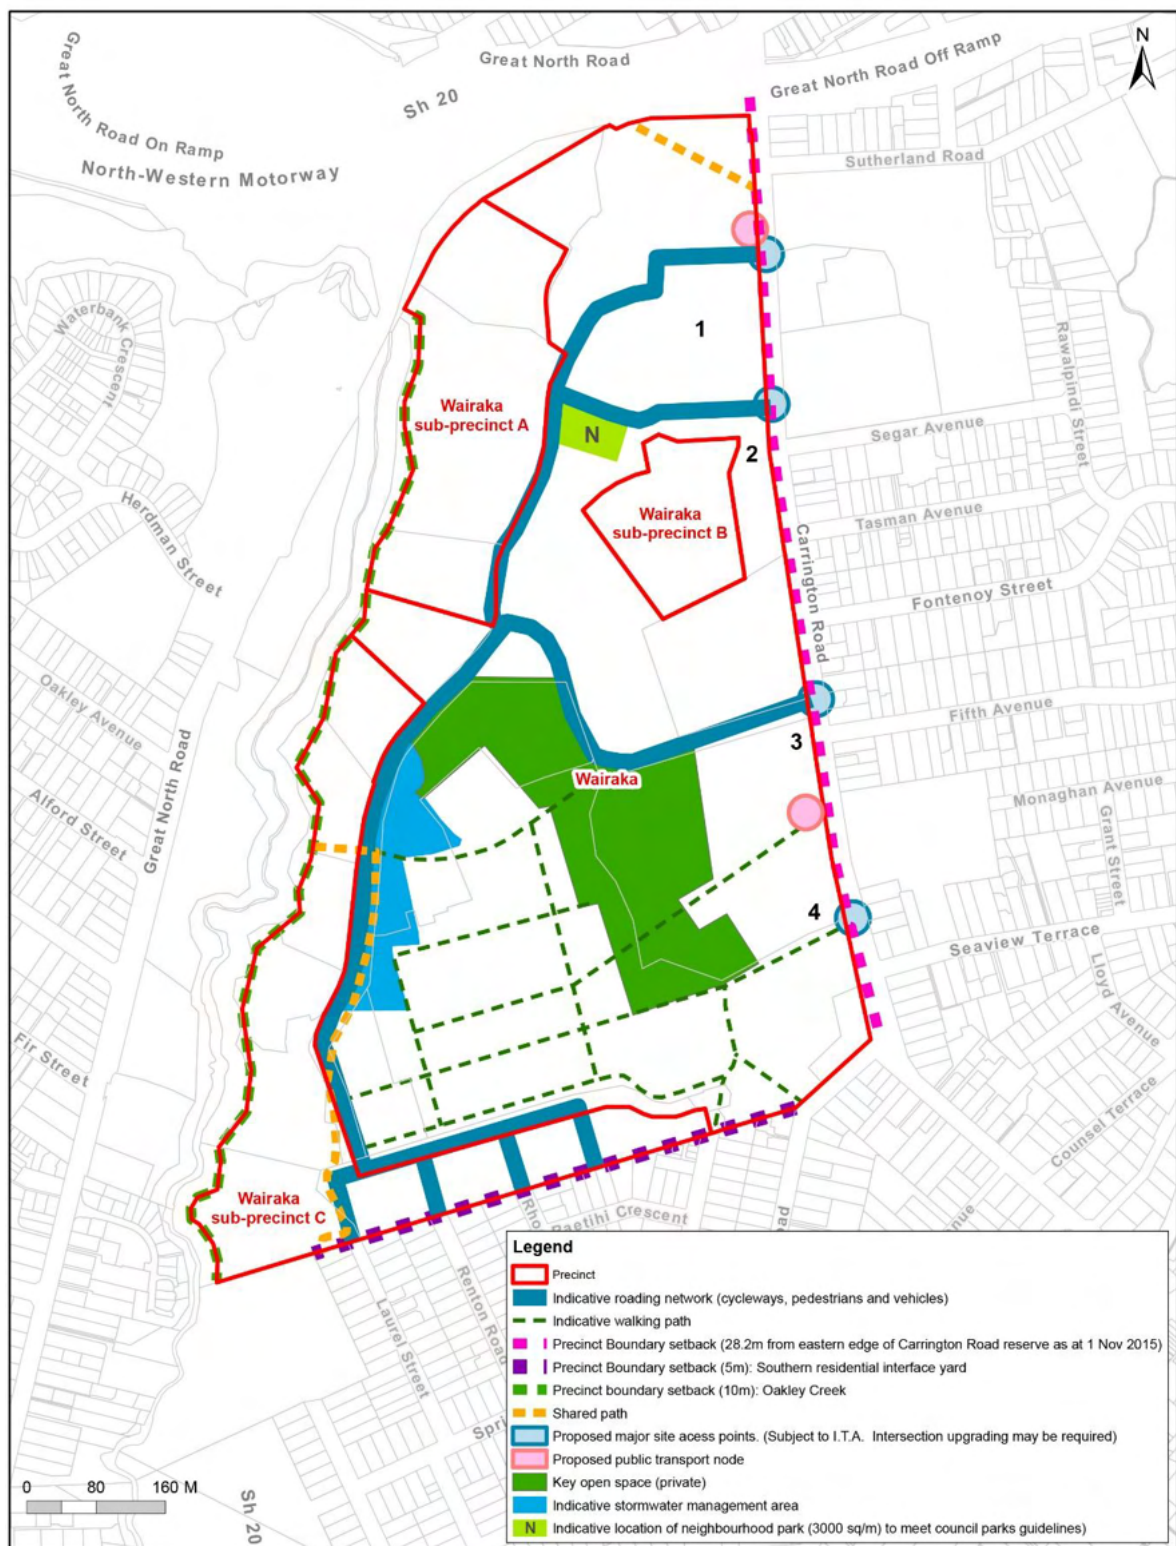 Great North Road
Great North Road
Great North Road Off Ramp
N
Sh 20
Great North Road On Ramp
North-Western Motorway
Sutherland Road
Waterbank Crescent
1
Rawalpindi Street
Wairaka
sub-precinct A
N
2
Segar Avenue
Herdman Street
Wairaka
sub-precinct B
Tasman Avenue
Carrington Road
Fontenoy Street
Oakley Avenue
Fifth Avenue
3
Wairaka
Great North Road
Alford Street
Monaghan Avenue
Grant Street
4
Seaview Terrace
Lloyd Avenue
Fir Street
Counsel Terrace
Wairaka
sub-precinct C
Rho
Paetihi Crescent
enue
Renton Road
Laurel Street
Spri
Sh 20
0 80 160 M
Legend
Precinct
Indicative roading network (cycleways, pedestrians and vehicles)
Indicative walking path
Precinct Boundary setback (28.2m from eastern edge of Carrington Road reserve as at 1 Nov 2015)
Precinct Boundary setback (5m): Southern residential interface yard
Precinct boundary setback (10m): Oakley Creek
Shared path
Proposed major site acess points. (Subject to I.T.A. Intersection upgrading may be required)
Proposed public transport node
Key open space (private)
Indicative stormwater management area
N Indicative location of neighbourhood park (3000 sq/m) to meet council parks guidelines)